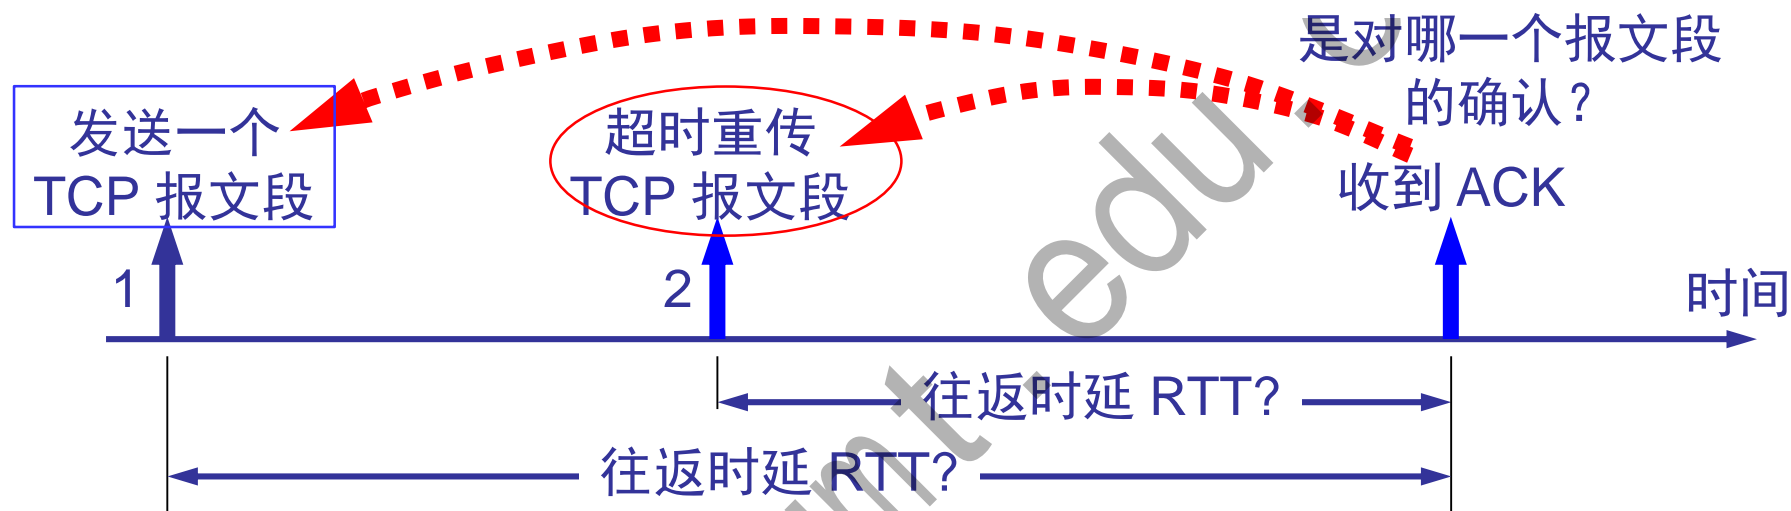 是对哪一个报文段
的确认？
发送一个
TCP 报文段
超时重传
TCP 报文段
收到 ACK
1
2
时间
往返时延 RTT?
往返时延 RTT?
mt.edu.c